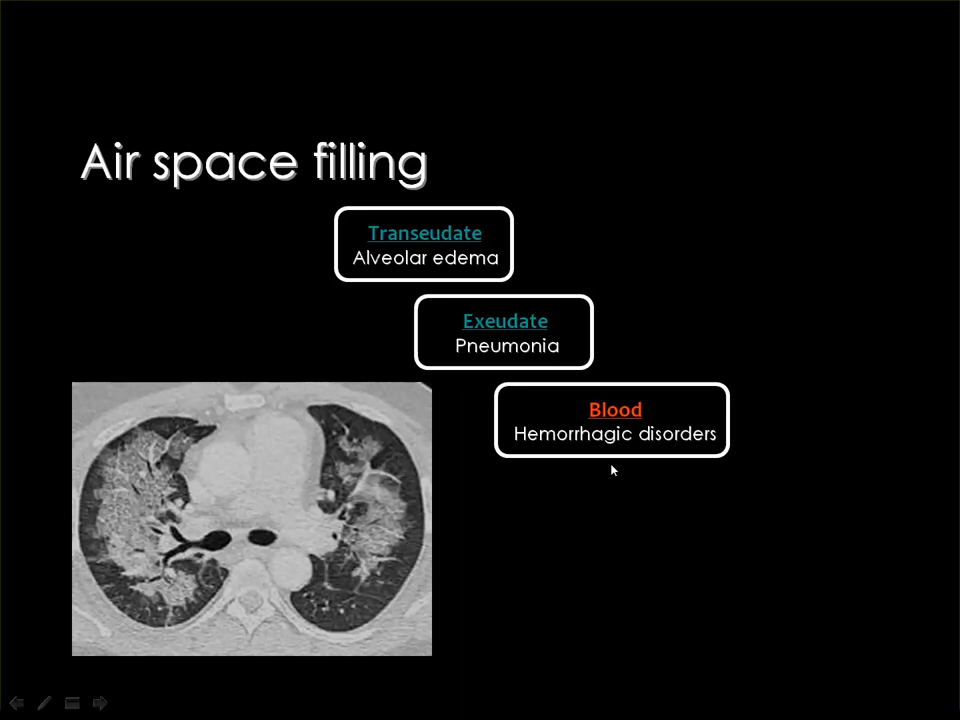 Air space filling
Transeudate
Alveolar edema
Exeudate
Pneumonia
Blood
Hemorrhagic disorders